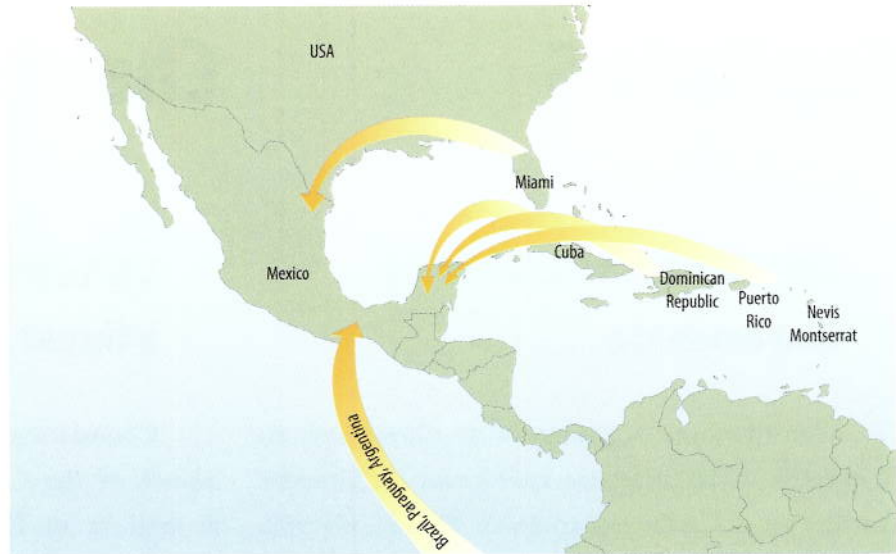 USA
Miami
Mexico
Cuba
Dominican
Republic
Puerto
Rico
Nevis
Montserrat
Brazil, Paraguay, Argentina